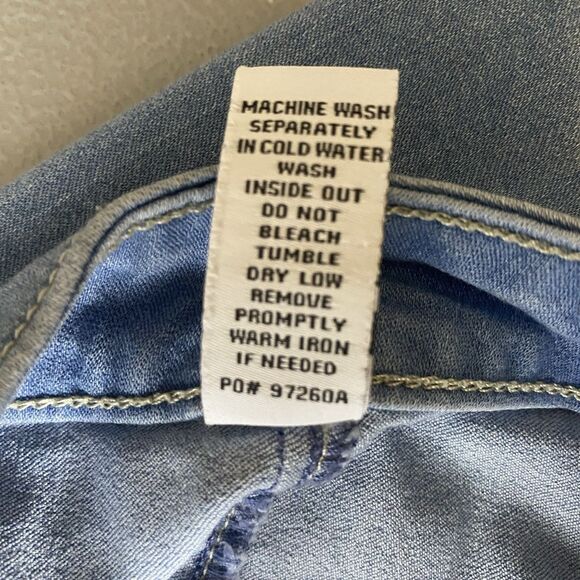 MACHINE WASH
SEPARATELY
IN COLD WATER
WASH
INSIDE OUT
DO NOT
BLEACH
TUMBLE
DRY LOW
REMOVE
PROMPTLY
WARM IRON
IF NEEDED
PO# 97260A